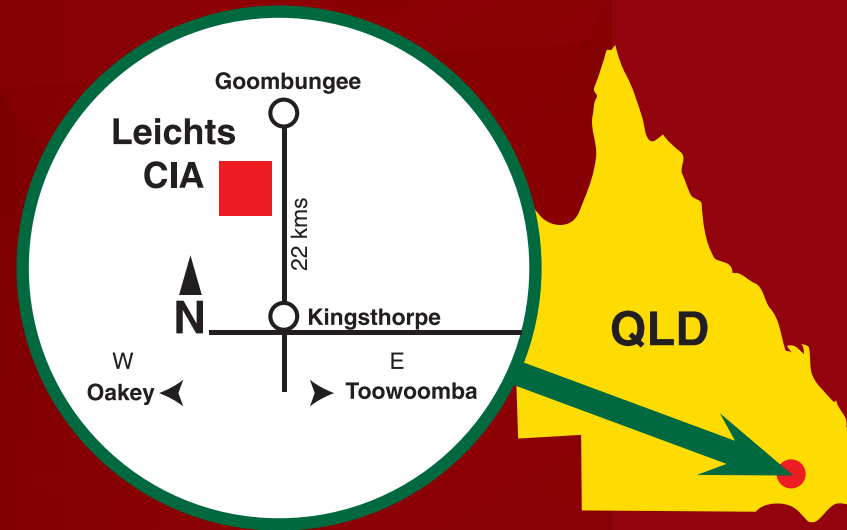 Goombungee
Leichts
CIA
22 kms
N
Kingsthorpe
W
E
Oakey
Toowoomba
QLD